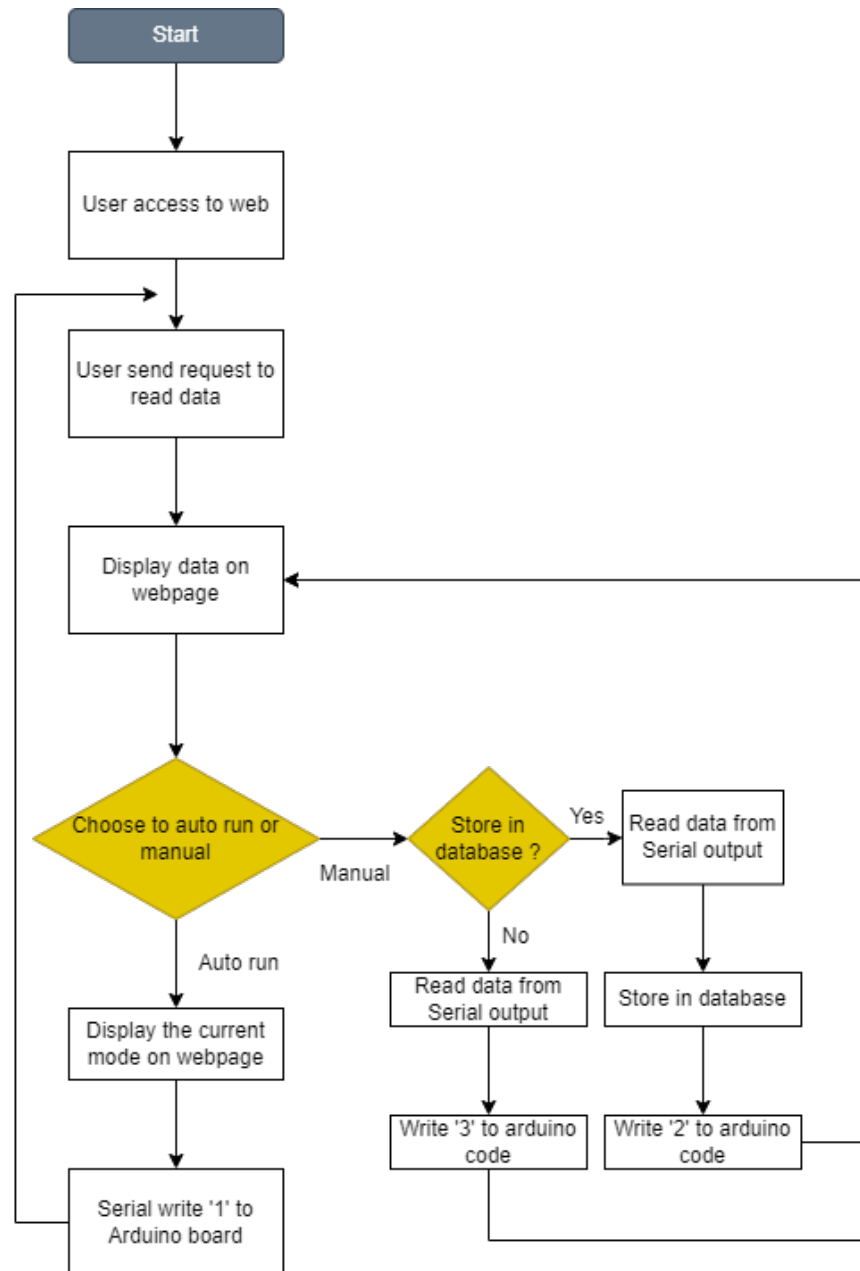 Start
User access to web
User send request to
read data
Display data on
webpage
Choose to auto run or
manual
Manual
Store in
database ?
Yes
Read data from
Serial output
No
Auto run
Read data from
Serial output
Store in database
Display the current
mode on webpage
Write '3' to arduino
code
Write '2' to arduino
code
Serial write '1' to
Arduino board